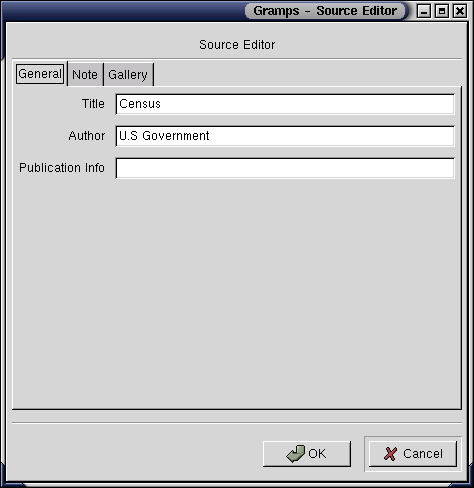 Gramps - Source Editor
Source Editor
General Note Gallery
Title Census
Author U.S Government
Publication Info
OK Cancel